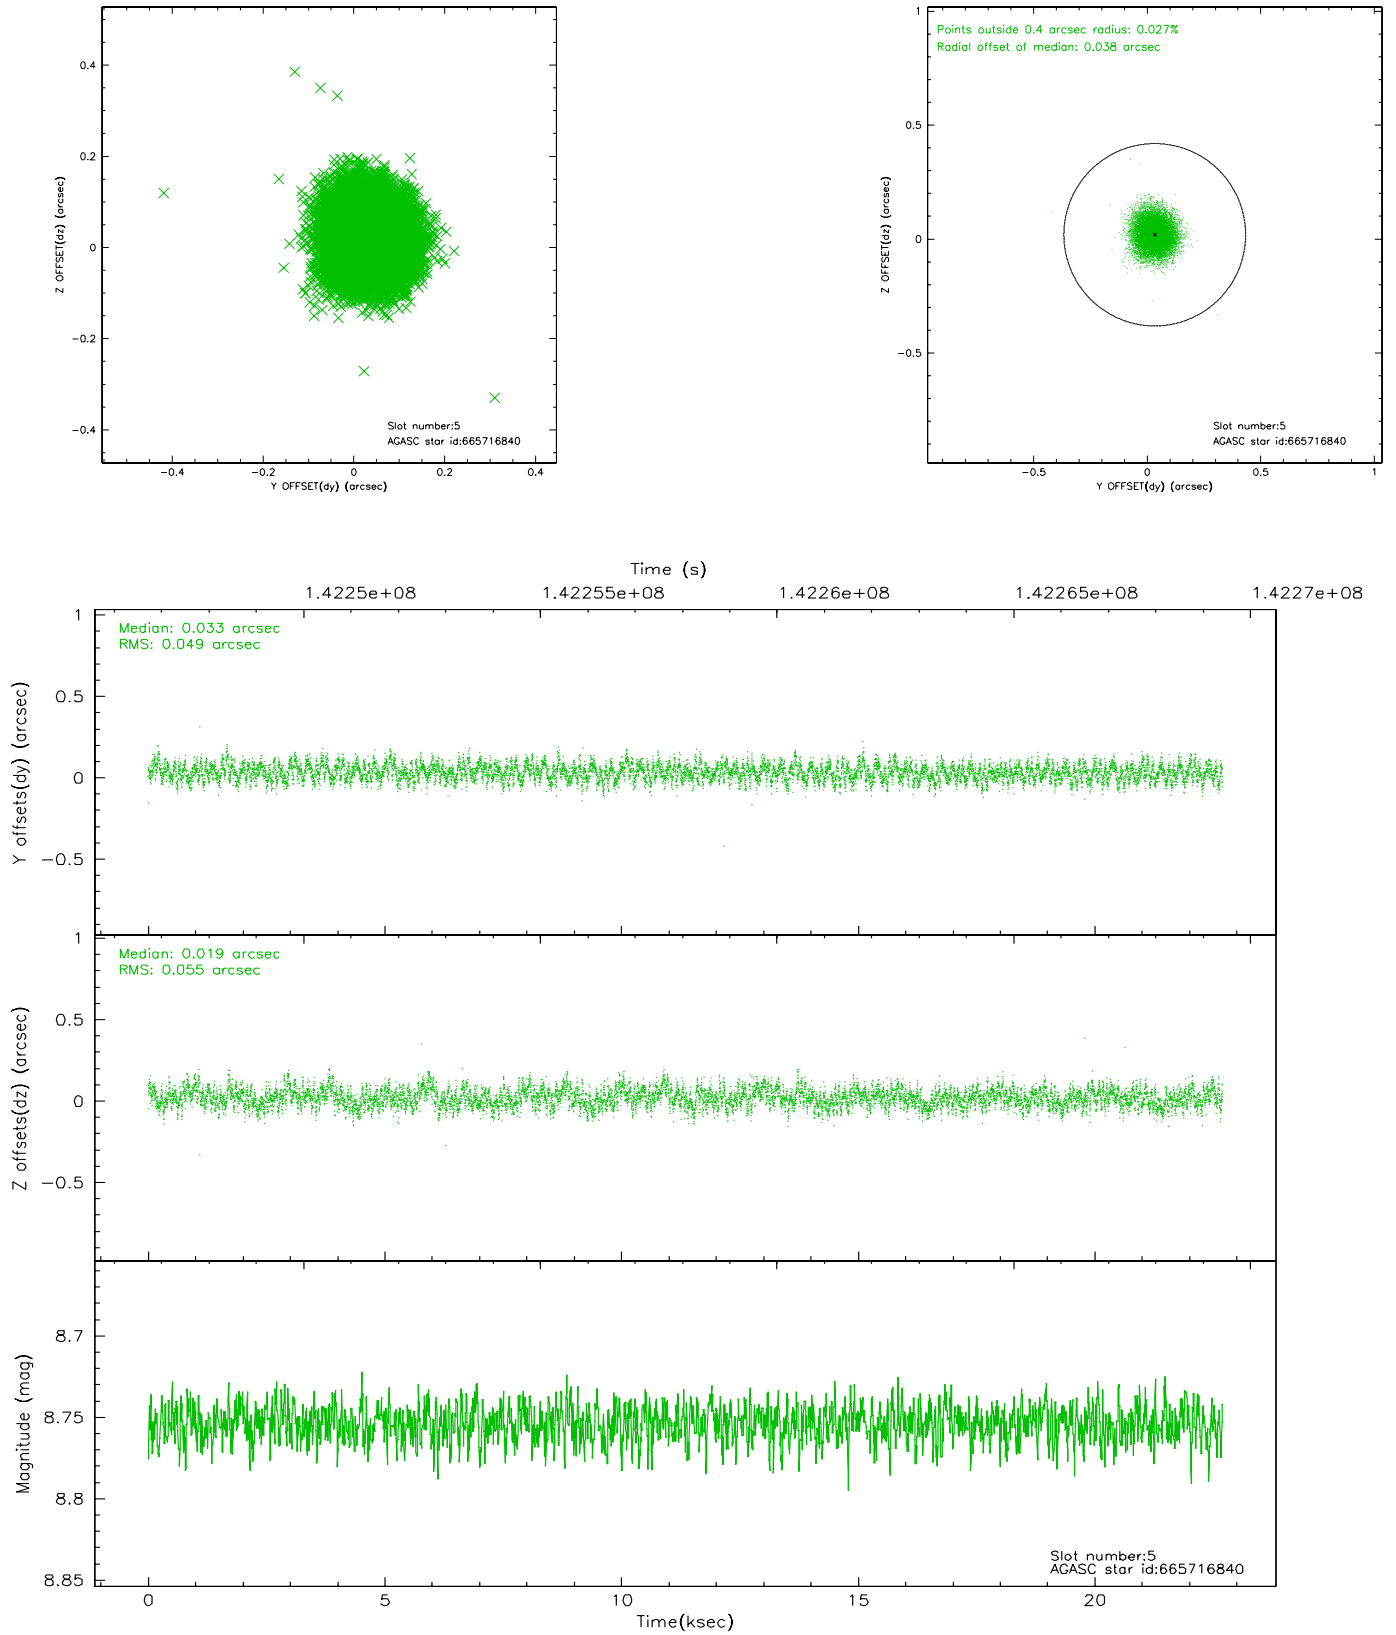 0.4
0.2
0
−0.2
−0.4
Z OFFSET(dz) (arcsec)
Slot number:5
AGASC star id:665716840
−0.4 −0.2 0 0.2 0.4
Y OFFSET(dy) (arcsec)
Points outside 0.4 arcsec radius: 0.027%
Radial offset of median: 0.038 arcsec
1
0.5
0
−0.5
Z OFFSET(dz) (arcsec)
Slot number:5
AGASC star id:665716840
−0.5 0 0.5 1
Y OFFSET(dy) (arcsec)
Time (s)
1.4225e+08 1.42255e+08 1.4226e+08 1.42265e+08 1.4227e+08
Median: 0.033 arcsec
RMS: 0.049 arcsec
1
0.5
0
−0.5
Y offsets(dy) (arcsec)
Median: 0.019 arcsec
RMS: 0.055 arcsec
1
0.5
0
−0.5
Z offsets(dz) (arcsec)
8.7
8.75
8.8
8.85
Magnitude (mag)
Slot number:5
AGASC star id:665716840
0 5 10 15 20
Time(ksec)